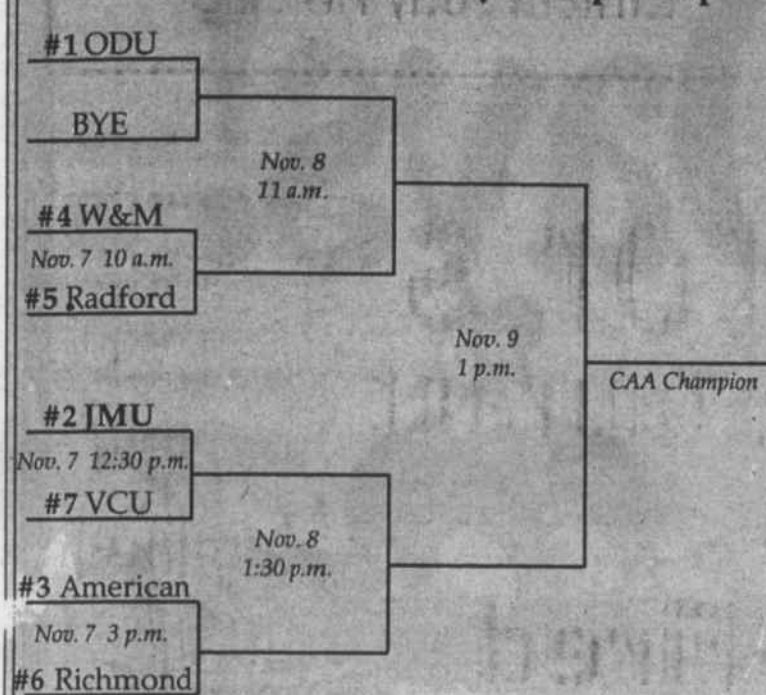 #1 ODU
BYE
Nov. 8
11 a.m.
#4 W&M
Nov. 7 10 a.m.
#5 Radford
Nov. 9
1 p.m.
CAA Champion
#2 JMU
Nov. 7 12:30 p.m.
#7 VCU
Nov. 8
1:30 p.m.
#3 American
Nov. 7 3 p.m.
#6 Richmond